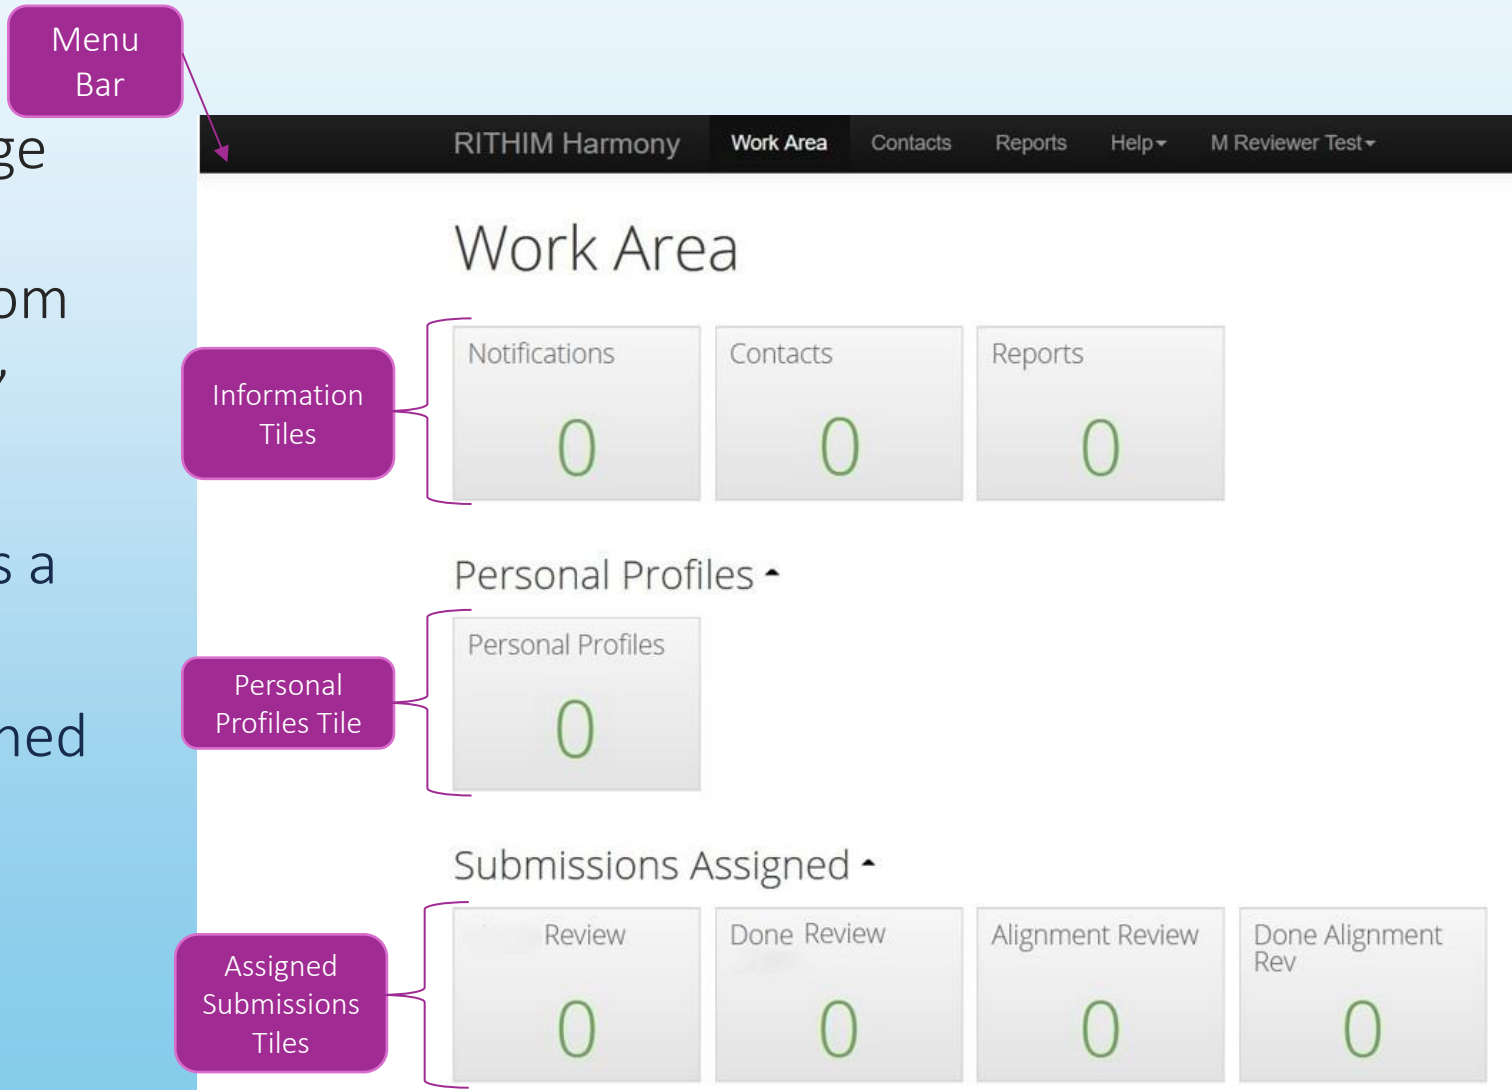 Menu
Bar
ge
om
,
s a
ned
RITHIM Harmony Work Area Contacts Reports Help M Reviewer Test
Work Area
Information
Tiles
Notifications Contacts Reports
0 0 0
Personal Profiles
Personal
Profiles Tile
Personal Profiles
0
Submissions Assigned
Assigned
Submissions
Tiles
Review Done Review Alignment Review Done Alignment
Rev
0 0 0 0